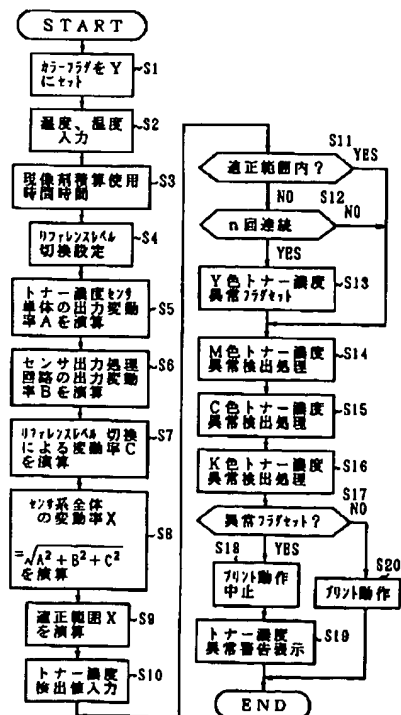 START
カラーフラグをY
にセット
S1
温度、湿度
入力
S2
現像剤積算使用
時間時間
S3
リファレンスレベル
切換設定
S4
トナー濃度センサ
単体の出力変動
率Aを演算
S5
センサ出力処理
回路の出力変動
率Bを演算
S6
リファレンスレベル 切換
による変動率C
を演算
S7
センサ系全体
の変動率X
=√A²+B²+C²
を演算
S8
適正範囲X
を演算
S9
トナー濃度
検出値入力
S10
適正範囲内?
S11
YES
NO
n回連続
S12
NO
YES
Y色トナー濃度
異常フラグセット
S13
M色トナー濃度
異常検出処理
S14
C色トナー濃度
異常検出処理
S15
K色トナー濃度
異常検出処理
S16
異常フラグセット?
S17
NO
YES
プリント動作
中止
S18
トナー濃度
異常警告表示
S19
プリント動作
S20
END